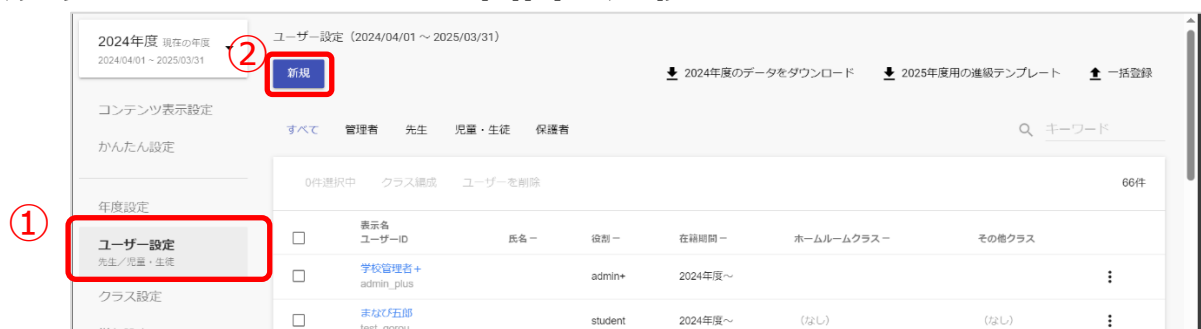 2024年度 現在の年度
2024/04/01 ~ 2025/03/31
コンテンツ表示設定
かんたん設定
年度設定
①
ユーザー設定
先生/児童・生徒
クラス設定
ユーザー設定(2024/04/01 ~ 2025/03/31)
②
新規
2024年度のデータをダウンロード 2025年度用の進級テンプレート 一括登録
すべて 管理者 先生 児童・生徒 保護者 キーワード
0件選択中 クラス編成 ユーザーを削除 66件
表示名
ユーザーID 氏名 役割 在籍期間 ホームルームクラス その他クラス
学校管理者+
admin_plus admin+ 2024年度~
まなび五郎
student 2024年度~ (なし) (なし)